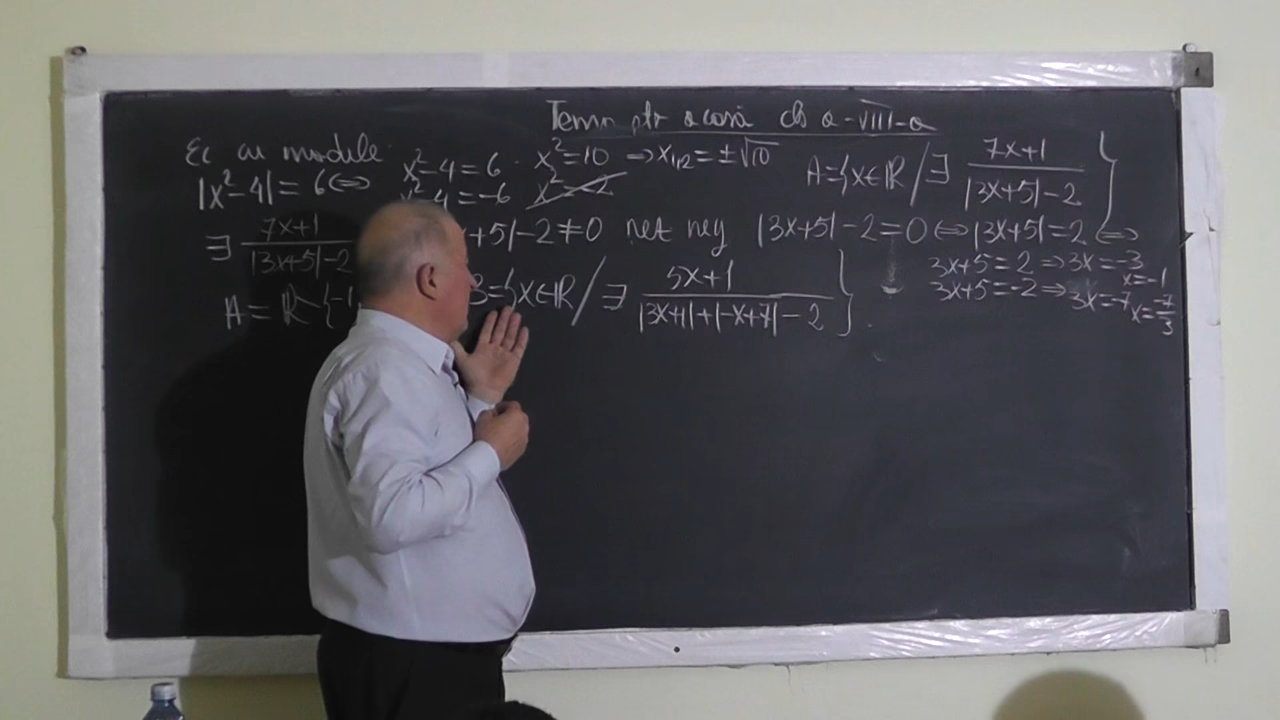 Tema ptr acasă cls a-VIII-a
Ec cu module
|x²-4| = 6 ⇔ x²-4 = 6 x² = 10 ⇒ x₁,₂ = ±√10
x²-4 = -6 x² = -2
A = {x∈ℝ / ∃ (7x+1)/(|3x+5|-2)}
∃ (7x+1)/(|3x+5|-2) x+5|-2 ≠ 0 |3x+5|-2 = 0 ⇔ |3x+5| = 2 ⇔
3x+5 = 2 ⇒ 3x = -3 x = -1
3x+5 = -2 ⇒ 3x = -7 x = -7/3
A = ℝ\{-1
B = {x∈ℝ / ∃ (5x+1)/(|3x+1|+|-x+7|-2)}.